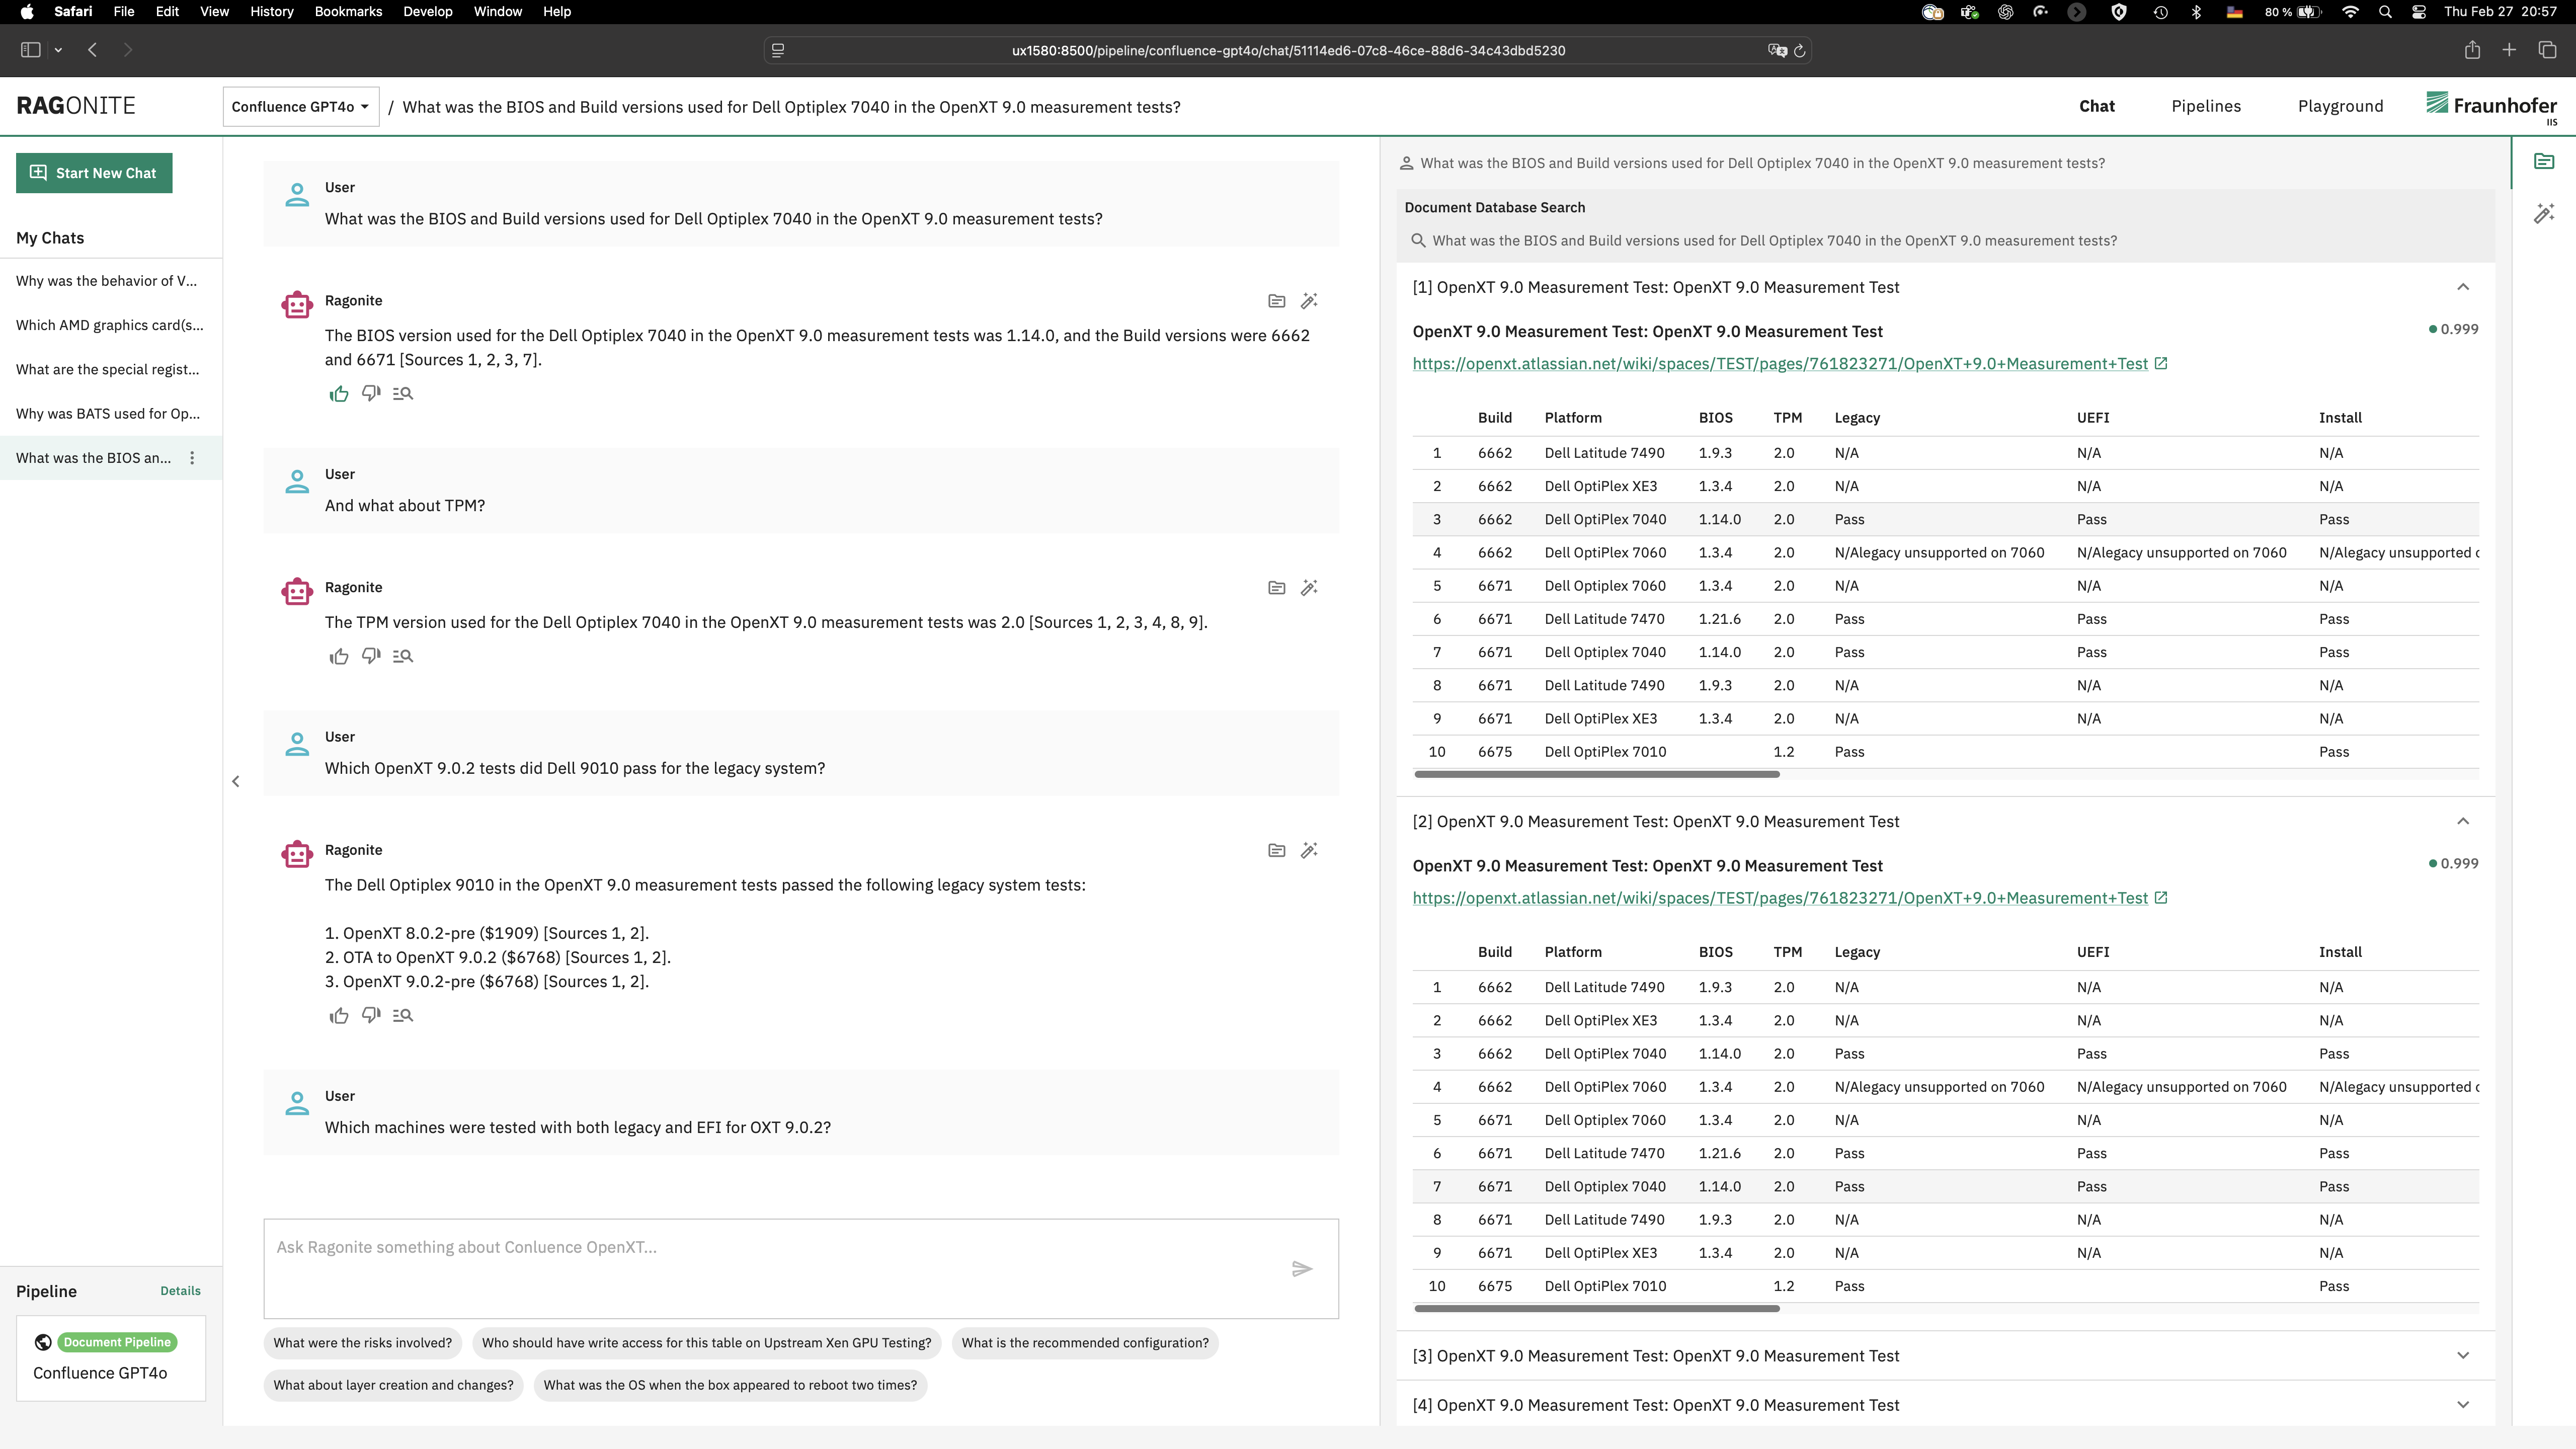 Safari File Edit View History Bookmarks Develop Window Help 80 % Thu Feb 27 20:57
ux1580:8500/pipeline/confluence-gpt4o/chat/51114ed6-07c8-46ce-88d6-34c43dbd5230
RAGONITE Confluence GPT4o / What was the BIOS and Build versions used for Dell Optiplex 7040 in the OpenXT 9.0 measurement tests? Chat Pipelines Playground Fraunhofer
IIS
Start New Chat
My Chats
Why was the behavior of V...
Which AMD graphics card(s...
What are the special regist...
Why was BATS used for Op...
What was the BIOS an...
Pipeline Details
Document Pipeline
Confluence GPT4o
User
What was the BIOS and Build versions used for Dell Optiplex 7040 in the OpenXT 9.0 measurement tests?
Ragonite
The BIOS version used for the Dell Optiplex 7040 in the OpenXT 9.0 measurement tests was 1.14.0, and the Build versions were 6662
and 6671 [Sources 1, 2, 3, 7].
User
And what about TPM?
Ragonite
The TPM version used for the Dell Optiplex 7040 in the OpenXT 9.0 measurement tests was 2.0 [Sources 1, 2, 3, 4, 8, 9].
User
Which OpenXT 9.0.2 tests did Dell 9010 pass for the legacy system?
Ragonite
The Dell Optiplex 9010 in the OpenXT 9.0 measurement tests passed the following legacy system tests:
1. OpenXT 8.0.2-pre ($1909) [Sources 1, 2].
2. OTA to OpenXT 9.0.2 ($6768) [Sources 1, 2].
3. OpenXT 9.0.2-pre ($6768) [Sources 1, 2].
User
Which machines were tested with both legacy and EFI for OXT 9.0.2?
Ask Ragonite something about Conluence OpenXT...
What were the risks involved? Who should have write access for this table on Upstream Xen GPU Testing? What is the recommended configuration?
What about layer creation and changes? What was the OS when the box appeared to reboot two times?
What was the BIOS and Build versions used for Dell Optiplex 7040 in the OpenXT 9.0 measurement tests?
Document Database Search
What was the BIOS and Build versions used for Dell Optiplex 7040 in the OpenXT 9.0 measurement tests?
[1] OpenXT 9.0 Measurement Test: OpenXT 9.0 Measurement Test
OpenXT 9.0 Measurement Test: OpenXT 9.0 Measurement Test 0.999
https://openxt.atlassian.net/wiki/spaces/TEST/pages/761823271/OpenXT+9.0+Measurement+Test
Build Platform BIOS TPM Legacy UEFI Install
1 6662 Dell Latitude 7490 1.9.3 2.0 N/A N/A N/A
2 6662 Dell OptiPlex XE3 1.3.4 2.0 N/A N/A N/A
3 6662 Dell OptiPlex 7040 1.14.0 2.0 Pass Pass Pass
4 6662 Dell OptiPlex 7060 1.3.4 2.0 N/Alegacy unsupported on 7060 N/Alegacy unsupported on 7060 N/Alegacy unsupported
5 6671 Dell Optiplex 7060 1.3.4 2.0 N/A N/A N/A
6 6671 Dell Latitude 7470 1.21.6 2.0 Pass Pass Pass
7 6671 Dell Optiplex 7040 1.14.0 2.0 Pass Pass Pass
8 6671 Dell Latitude 7490 1.9.3 2.0 N/A N/A N/A
9 6671 Dell OptiPlex XE3 1.3.4 2.0 N/A N/A N/A
10 6675 Dell OptiPlex 7010 1.2 Pass Pass
[2] OpenXT 9.0 Measurement Test: OpenXT 9.0 Measurement Test
OpenXT 9.0 Measurement Test: OpenXT 9.0 Measurement Test 0.999
https://openxt.atlassian.net/wiki/spaces/TEST/pages/761823271/OpenXT+9.0+Measurement+Test
Build Platform BIOS TPM Legacy UEFI Install
1 6662 Dell Latitude 7490 1.9.3 2.0 N/A N/A N/A
2 6662 Dell OptiPlex XE3 1.3.4 2.0 N/A N/A N/A
3 6662 Dell OptiPlex 7040 1.14.0 2.0 Pass Pass Pass
4 6662 Dell OptiPlex 7060 1.3.4 2.0 N/Alegacy unsupported on 7060 N/Alegacy unsupported on 7060 N/Alegacy unsupported
5 6671 Dell Optiplex 7060 1.3.4 2.0 N/A N/A N/A
6 6671 Dell Latitude 7470 1.21.6 2.0 Pass Pass Pass
7 6671 Dell Optiplex 7040 1.14.0 2.0 Pass Pass Pass
8 6671 Dell Latitude 7490 1.9.3 2.0 N/A N/A N/A
9 6671 Dell OptiPlex XE3 1.3.4 2.0 N/A N/A N/A
10 6675 Dell OptiPlex 7010 1.2 Pass Pass
[3] OpenXT 9.0 Measurement Test: OpenXT 9.0 Measurement Test
[4] OpenXT 9.0 Measurement Test: OpenXT 9.0 Measurement Test